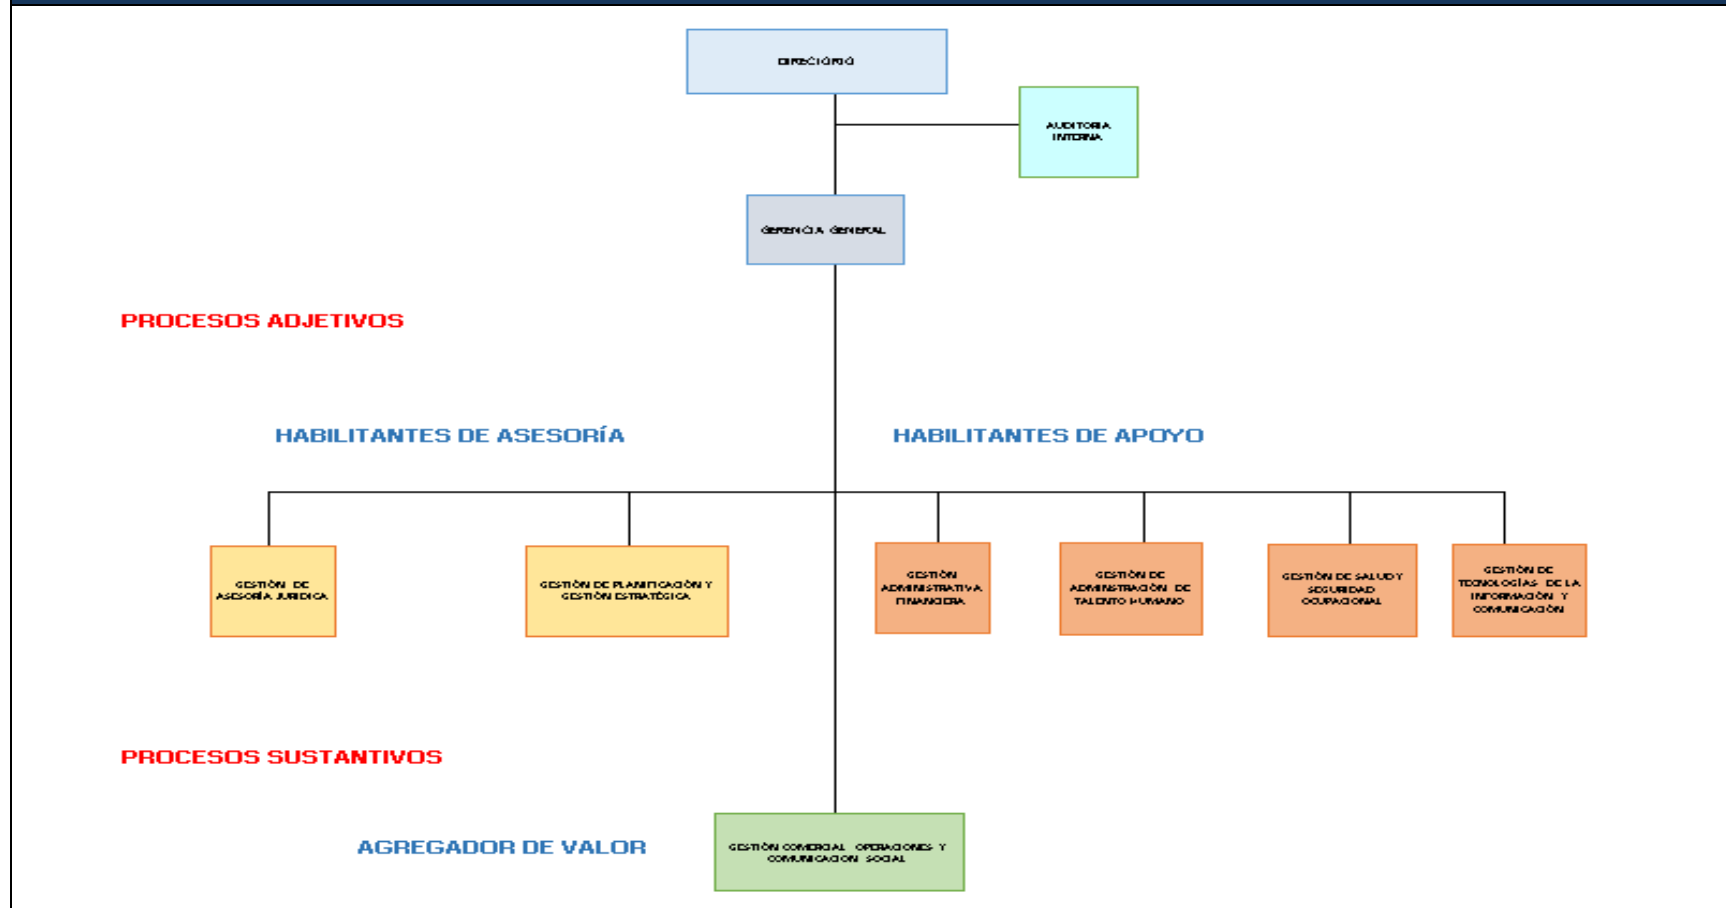 DIRECTORIO
AUDITORIA
INTERNA
GERENCIA GENERAL
PROCESOS ADJETIVOS
HABILITANTES DE ASESORÍA
HABILITANTES DE APOYO
GESTIÓN DE
ASESORÍA JURIDICA
GESTIÓN DE PLANIFICACIÓN Y
GESTIÓN ESTRATÉGICA
GESTIÓN
ADMINISTRATIVA
FINANCIERA
GESTIÓN DE
ADMINISTRACIÓN DE
TALENTO HUMANO
GESTIÓN DE SALUD Y
SEGURIDAD
OCUPACIONAL
GESTIÓN DE
TECNOLOGÍAS DE LA
INFORMACIÓN Y
COMUNICACIÓN
PROCESOS SUSTANTIVOS
AGREGADOR DE VALOR
GESTIÓN COMERCIAL OPERACIONES Y
COMUNICACION SOCIAL